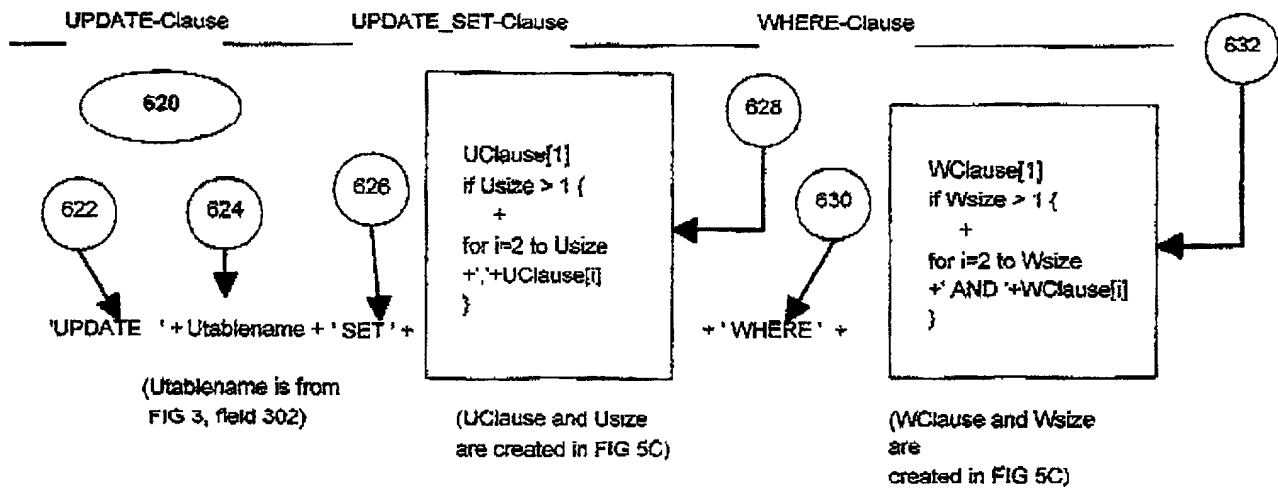 UPDATE-Clause
UPDATE_SET-Clause
WHERE-Clause
632
620
628
UClause[1]
if Usize > 1 {
+
for i=2 to Usize
+','+UClause[i]
}
WClause[1]
if Wsize > 1 {
+
for i=2 to Wsize
+' AND '+WClause[i]
}
622
624
626
630
'UPDATE ' + Utablename + ' SET ' +
+ ' WHERE ' +
(Utablename is from
FIG 3, field 302)
(UClause and Usize
are created in FIG 5C)
(WClause and Wsize
are
created in FIG 5C)